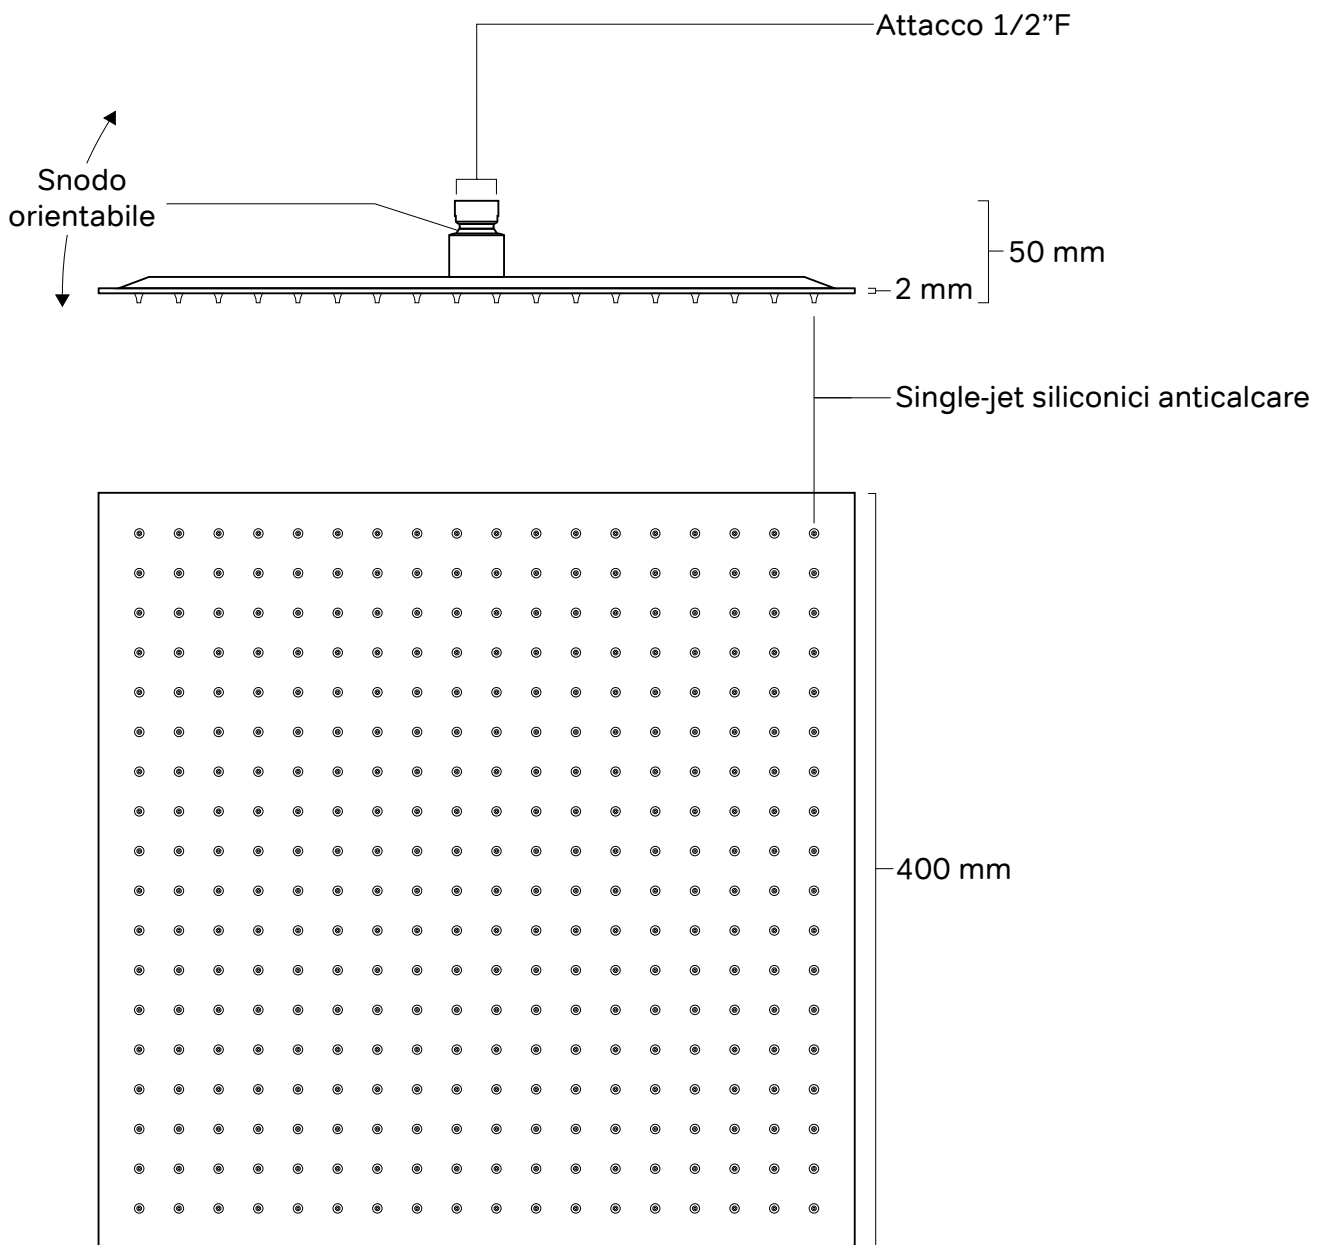 Attacco 1/2”F
Snodo
orientabile
50 mm
2 mm
Single-jet siliconici anticalcare
400 mm